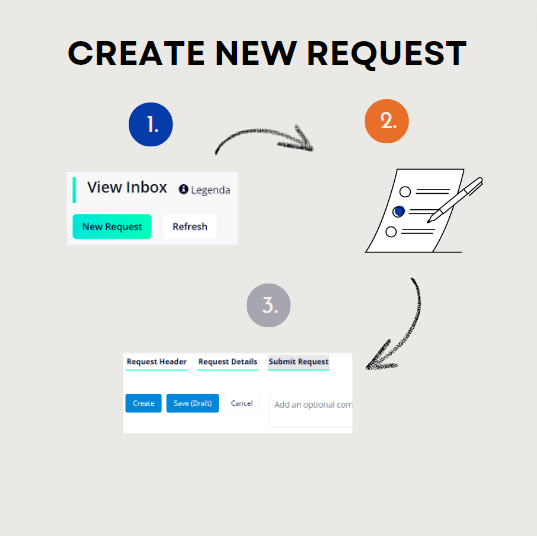 CREATE NEW REQUEST
1.
2.
View Inbox
Legenda
New Request
Refresh
3.
Request Header
Request Details
Submit Request
Create
Save (Draft)
Cancel
Add an optional com